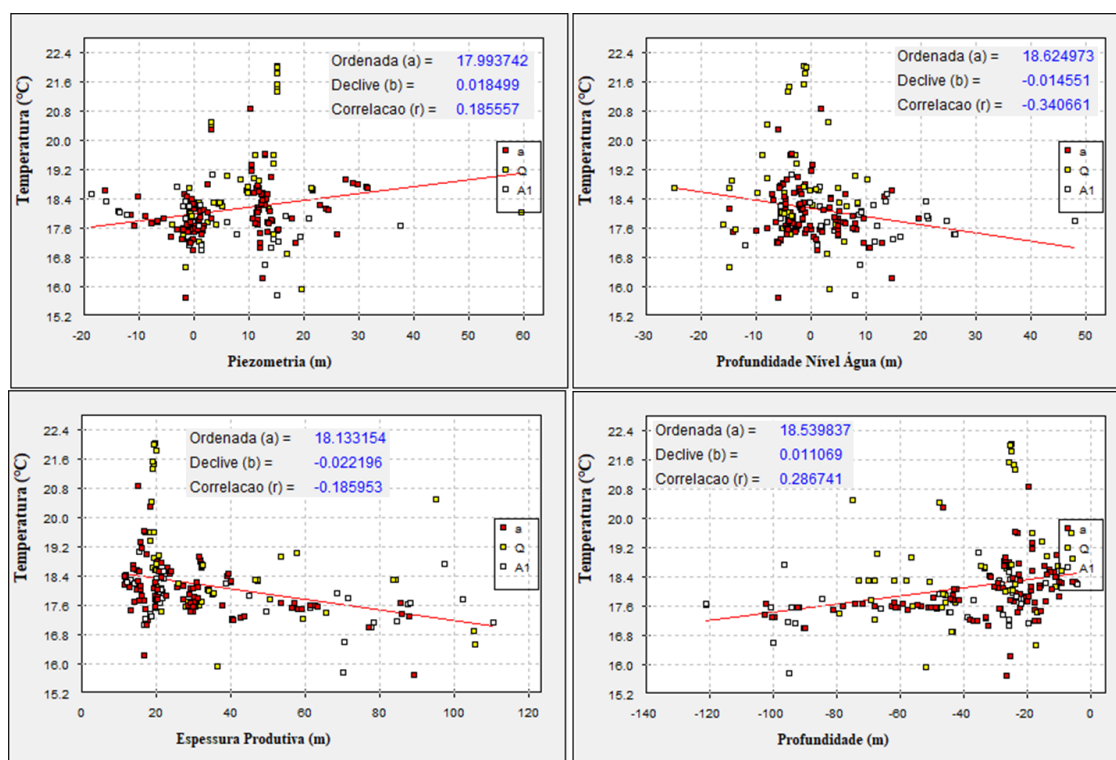 Temperatura (°C)
22.4
21.6
20.8
20.0
19.2
18.4
17.6
16.8
16.0
15.2
Ordenada (a) = 17.993742
Declive (b) = 0.018499
Correlacao (r) = 0.185557
a
Q
A1
-20 -10 0 10 20 30 40 50 60
Piezometria (m)
Temperatura (°C)
22.4
21.6
20.8
20.0
19.2
18.4
17.6
16.8
16.0
15.2
Ordenada (a) = 18.624973
Declive (b) = -0.014551
Correlacao (r) = -0.340661
a
Q
A1
-30 -20 -10 0 10 20 30 40 50
Profundidade Nível Água (m)
Temperatura (°C)
22.4
21.6
20.8
20.0
19.2
18.4
17.6
16.8
16.0
15.2
Ordenada (a) = 18.133154
Declive (b) = -0.022196
Correlacao (r) = -0.185953
a
Q
A1
0 20 40 60 80 100 120
Espessura Produtiva (m)
Temperatura (°C)
22.4
21.6
20.8
20.0
19.2
18.4
17.6
16.8
16.0
15.2
Ordenada (a) = 18.539837
Declive (b) = 0.011069
Correlacao (r) = 0.286741
a
Q
A1
-140 -120 -100 -80 -60 -40 -20 0
Profundidade (m)